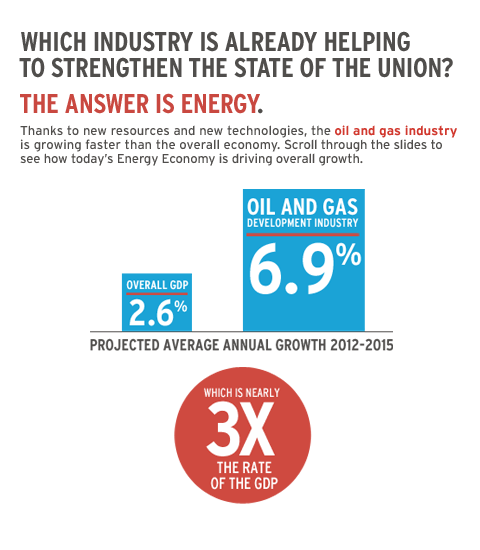 WHICH INDUSTRY IS ALREADY HELPING
TO STRENGTHEN THE STATE OF THE UNION?
THE ANSWER IS ENERGY.
Thanks to new resources and new technologies, the oil and gas industry
is growing faster than the overall economy. Scroll through the slides to
see how today's Energy Economy is driving overall growth.
OIL AND GAS
DEVELOPMENT INDUSTRY
6.9%
OVERALL GDP
2.6%
PROJECTED AVERAGE ANNUAL GROWTH 2012-2015
WHICH IS NEARLY
3X
THE RATE
OF THE GDP